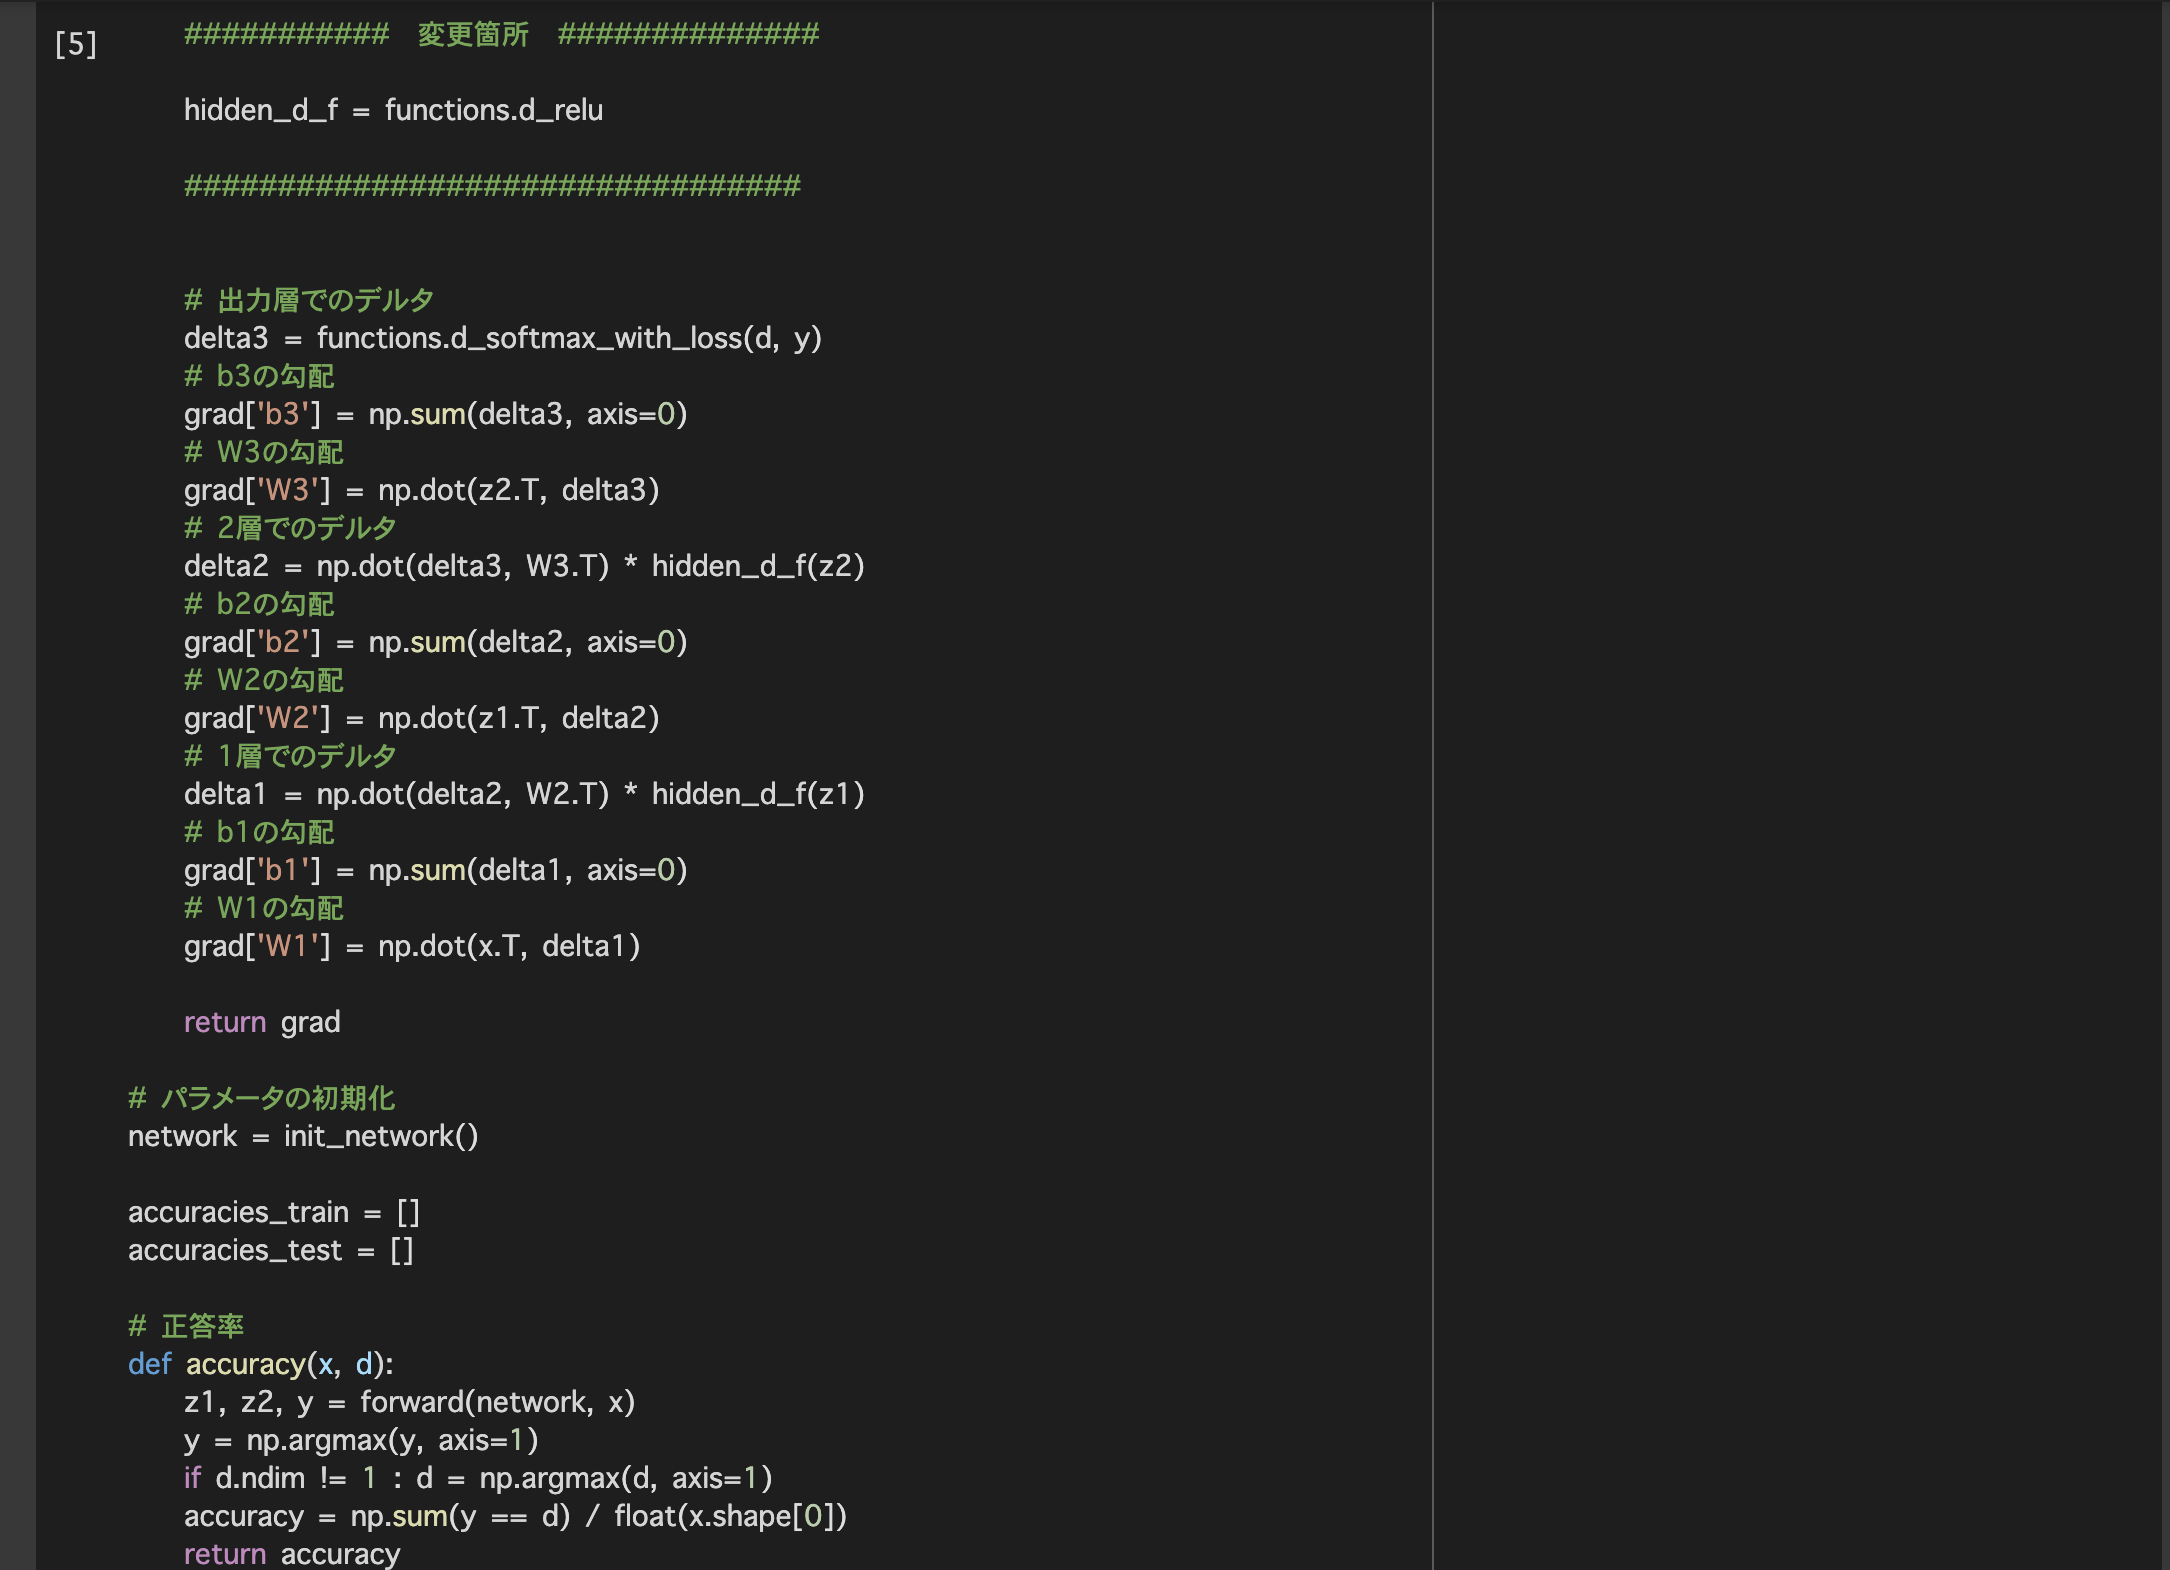 [5]
###########　変更箇所　##############
hidden_d_f = functions.d_relu
#################################
# 出力層でのデルタ
delta3 = functions.d_softmax_with_loss(d, y)
# b3の勾配
grad['b3'] = np.sum(delta3, axis=0)
# W3の勾配
grad['W3'] = np.dot(z2.T, delta3)
# 2層でのデルタ
delta2 = np.dot(delta3, W3.T) * hidden_d_f(z2)
# b2の勾配
grad['b2'] = np.sum(delta2, axis=0)
# W2の勾配
grad['W2'] = np.dot(z1.T, delta2)
# 1層でのデルタ
delta1 = np.dot(delta2, W2.T) * hidden_d_f(z1)
# b1の勾配
grad['b1'] = np.sum(delta1, axis=0)
# W1の勾配
grad['W1'] = np.dot(x.T, delta1)
return grad
# パラメータの初期化
network = init_network()
accuracies_train = []
accuracies_test = []
# 正答率
def accuracy(x, d):
z1, z2, y = forward(network, x)
y = np.argmax(y, axis=1)
if d.ndim != 1 : d = np.argmax(d, axis=1)
accuracy = np.sum(y == d) / float(x.shape[0])
return accuracy